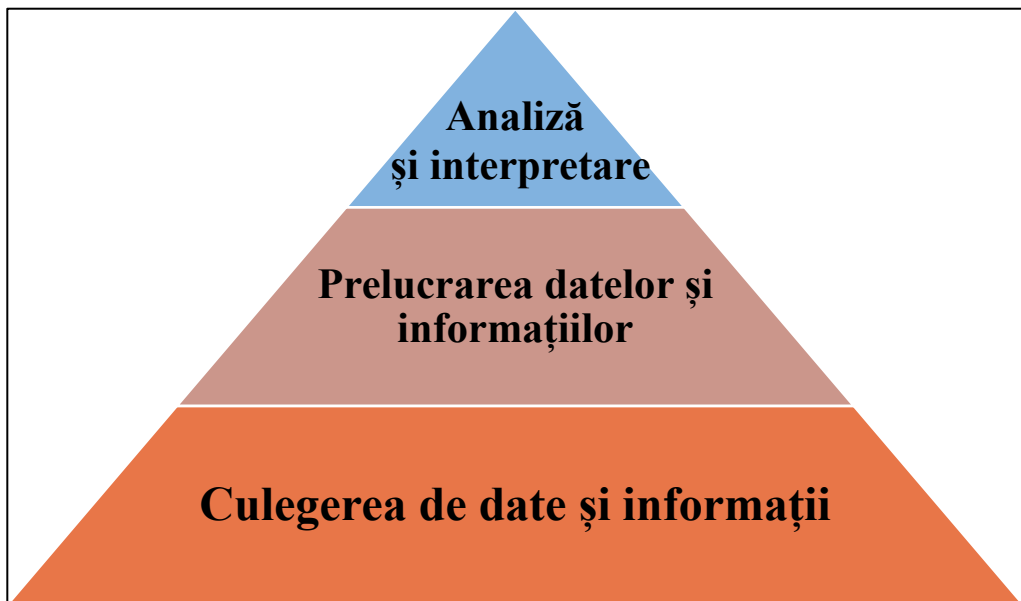 Analiză
și interpretare
Prelucrarea datelor și
informațiilor
Culegerea de date și informații